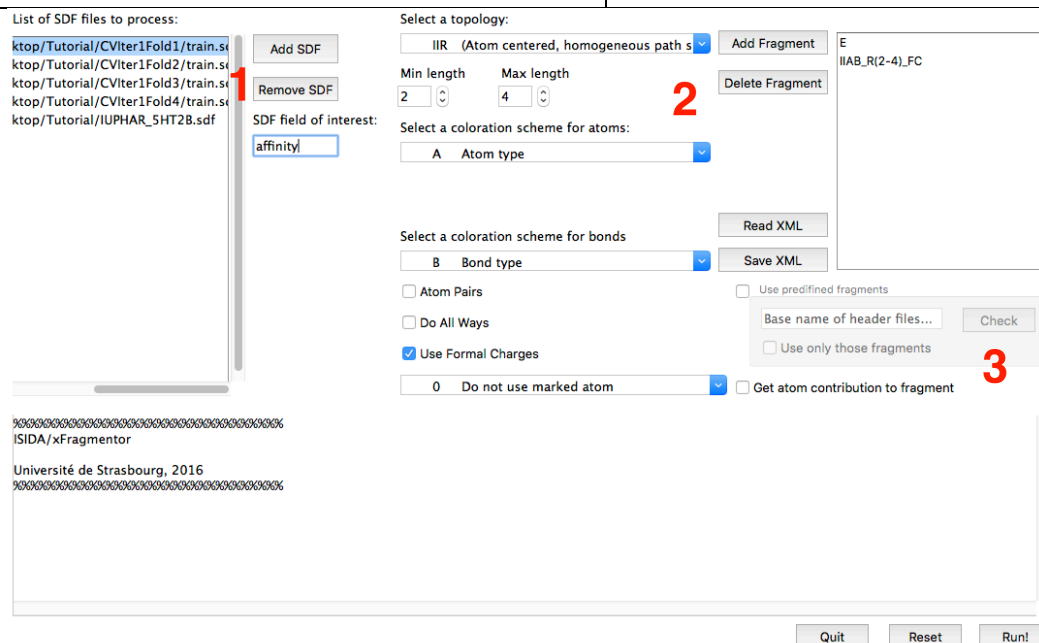 List of SDF files to process:
ktop/Tutorial/CVIter1Fold1/train.sd
ktop/Tutorial/CVIter1Fold2/train.sd
ktop/Tutorial/CVIter1Fold3/train.sd
ktop/Tutorial/CVIter1Fold4/train.sd
ktop/Tutorial/IUPHAR_5HT2B.sdf
1
Add SDF
Remove SDF
SDF field of interest:
affinity
Select a topology:
IIR (Atom centered, homogeneous path s
Min length Max length
2 4
2
Select a coloration scheme for atoms:
A Atom type
Select a coloration scheme for bonds
B Bond type
Atom Pairs
Do All Ways
Use Formal Charges
0 Do not use marked atom
Add Fragment
Delete Fragment
Read XML
Save XML
E
IIAB_R(2-4)_FC
Use predifined fragments
Base name of header files...
Check
Use only those fragments
3
Get atom contribution to fragment
%%%%%%%%%%%%%%%%%%%%%%%%%%%%%%%%%
ISIDA/xFragmentor
Université de Strasbourg, 2016
%%%%%%%%%%%%%%%%%%%%%%%%%%%%%%%%%
Quit
Reset
Run!